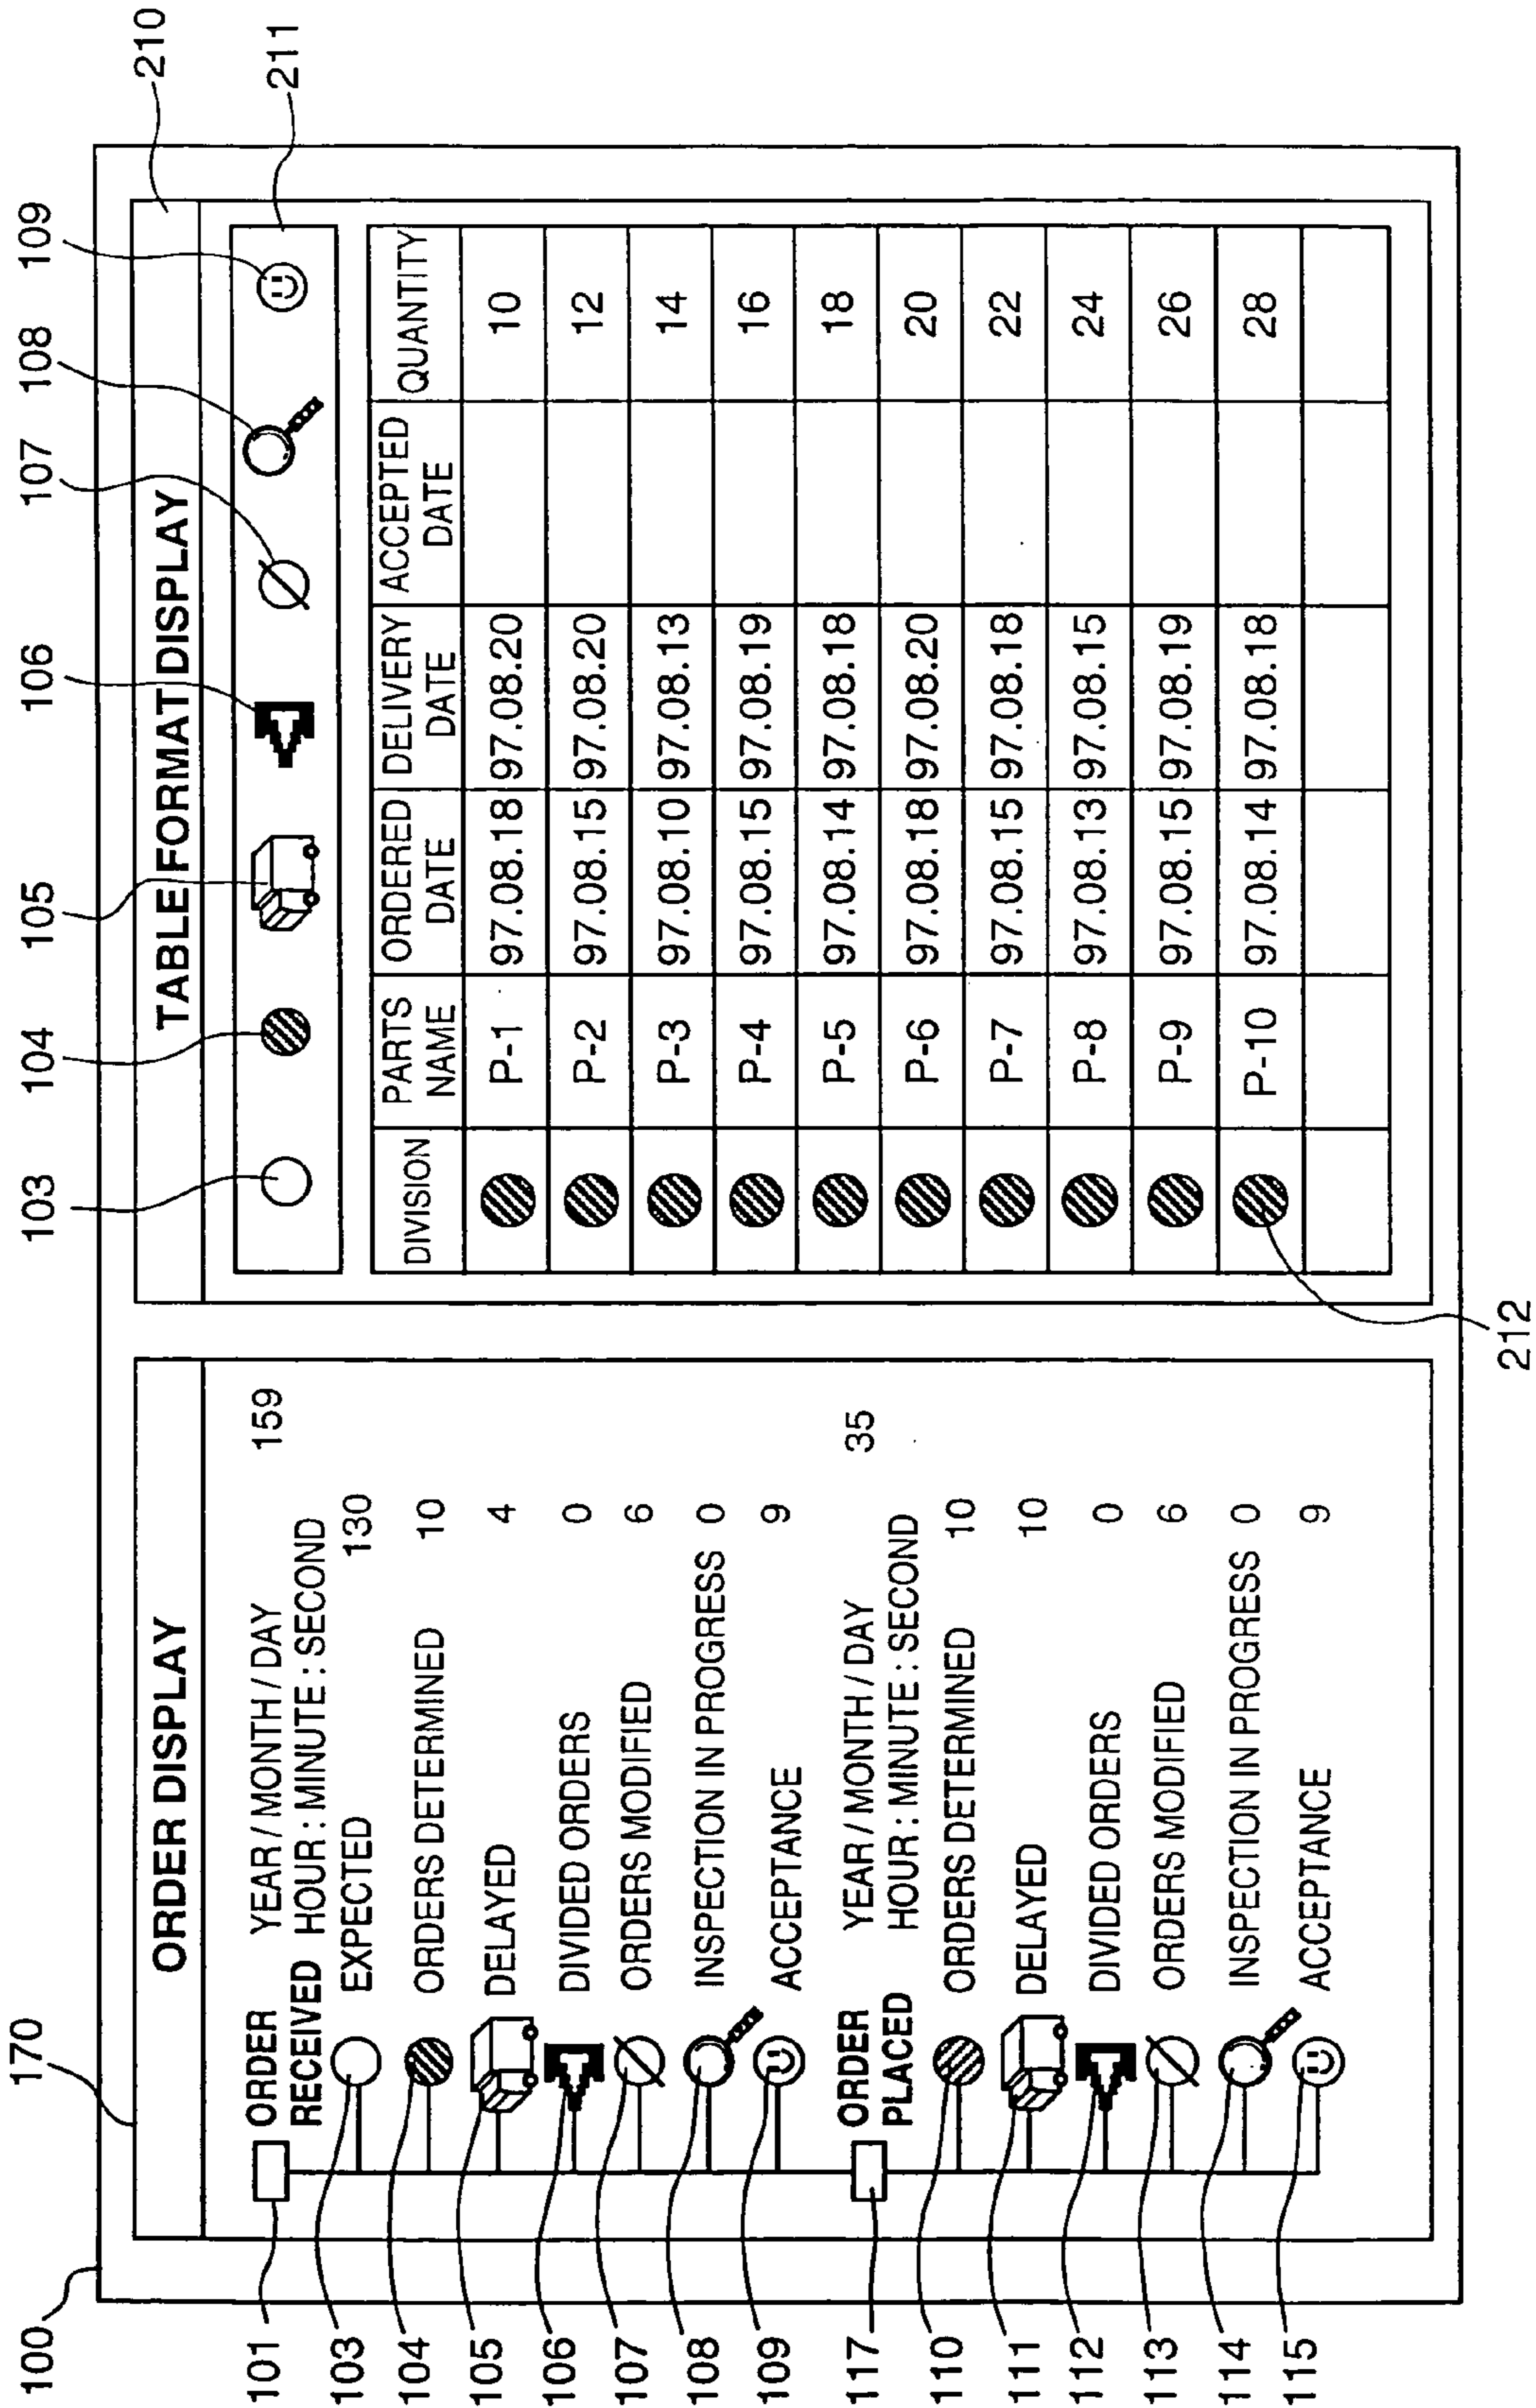 100
170
ORDER DISPLAY
101
ORDER RECEIVED
YEAR / MONTH / DAY
HOUR : MINUTE : SECOND
159
103
EXPECTED 130
104
ORDERS DETERMINED 10
105
DELAYED 4
106
DIVIDED ORDERS 0
107
ORDERS MODIFIED 6
108
INSPECTION IN PROGRESS 0
109
ACCEPTANCE 9
117
ORDER PLACED
YEAR / MONTH / DAY
HOUR : MINUTE : SECOND
35
110
ORDERS DETERMINED 10
111
DELAYED 10
112
DIVIDED ORDERS 0
113
ORDERS MODIFIED 6
114
INSPECTION IN PROGRESS 0
115
ACCEPTANCE 9
103 104 105 106 107 108 109
210
TABLE FORMAT DISPLAY
211
DIVISION PARTS NAME ORDERED DATE DELIVERY DATE ACCEPTED DATE QUANTITY
P-1 97.08.18 97.08.20 10
P-2 97.08.15 97.08.20 12
P-3 97.08.10 97.08.13 14
P-4 97.08.15 97.08.19 16
P-5 97.08.14 97.08.18 18
P-6 97.08.18 97.08.20 20
P-7 97.08.15 97.08.18 22
P-8 97.08.13 97.08.15 24
P-9 97.08.15 97.08.19 26
P-10 97.08.14 97.08.18 28
212